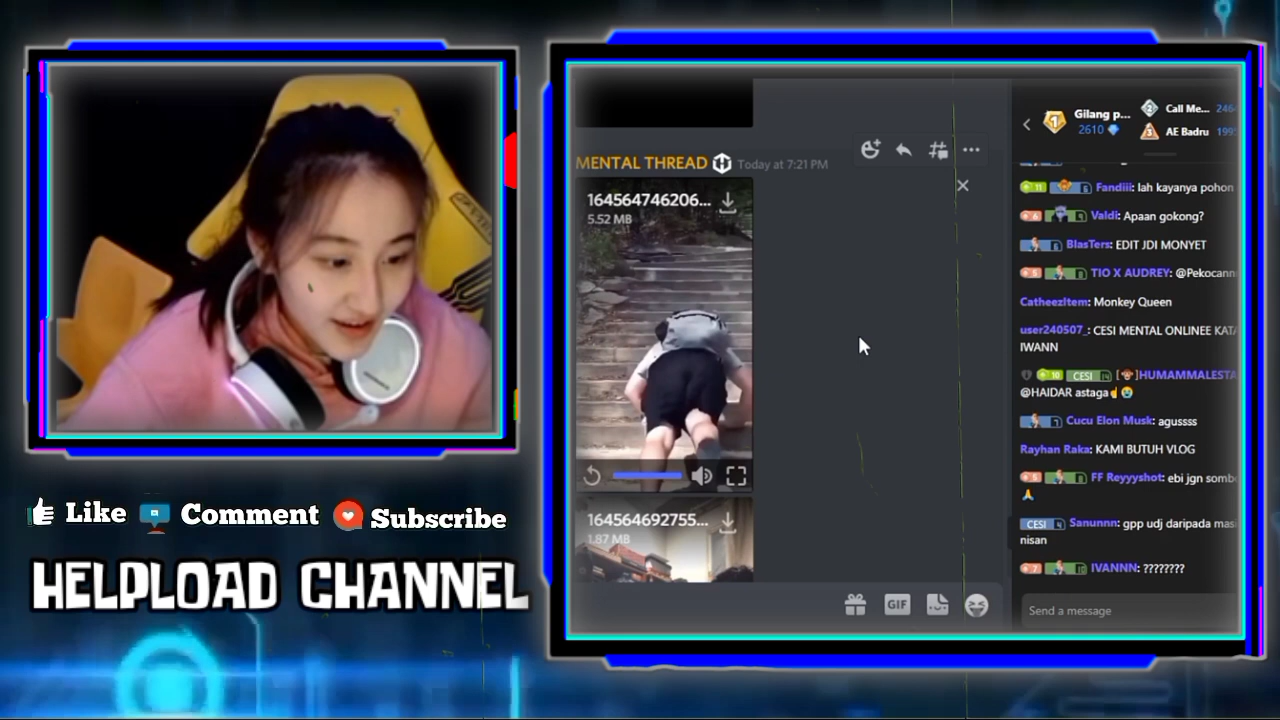 MENTAL THREAD Today at 7:21 PM
164564746206...
5.52 MB
164564692755...
1.87 MB
GIF
Like Comment Subscribe
HELPLOAD CHANNEL
Gilang p...
2610
Call Me...
AE Badru
Fandiii: lah kayanya pohon
Valdi: Apaan gokong?
BlasTers: EDIT JDI MONYET
TIO X AUDREY: @Pekocann
CatheezItem: Monkey Queen
user240507_: CESI MENTAL ONLINEE KATA
IWANN
CESI HUMAMMALESTA
@HAIDAR astaga☝😭
Cucu Elon Musk: agussss
Rayhan Raka: KAMI BUTUH VLOG
FF Reyyyshot: ebi jgn somb
🙏
CESI Sanunnn: gpp udj daripada mas
nisan
IVANNN: ????????
Send a message